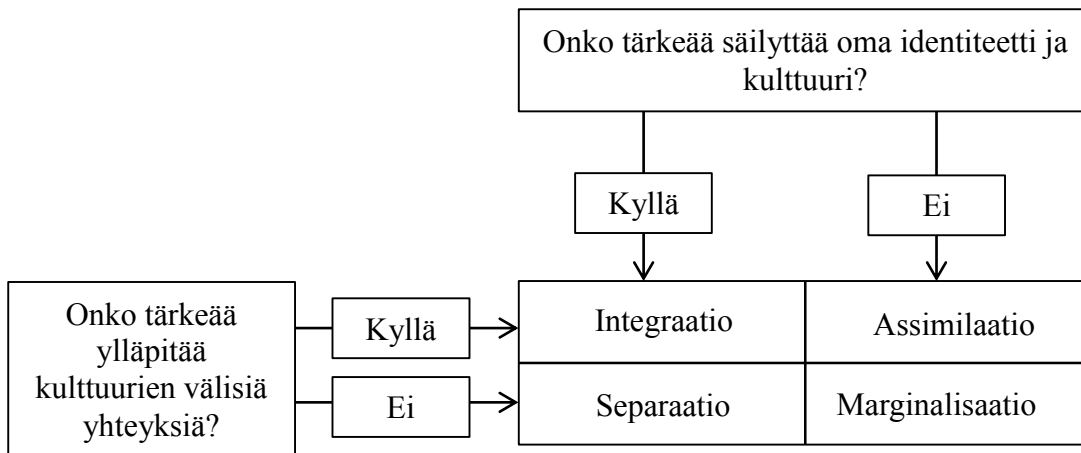 Onko tärkeää säilyttää oma identiteetti ja
kulttuuri?
Kyllä
Ei
Onko tärkeää
ylläpitää
kulttuurien välisiä
yhteyksiä?
Kyllä
Ei
Integraatio
Assimilaatio
Separaatio
Marginalisaatio